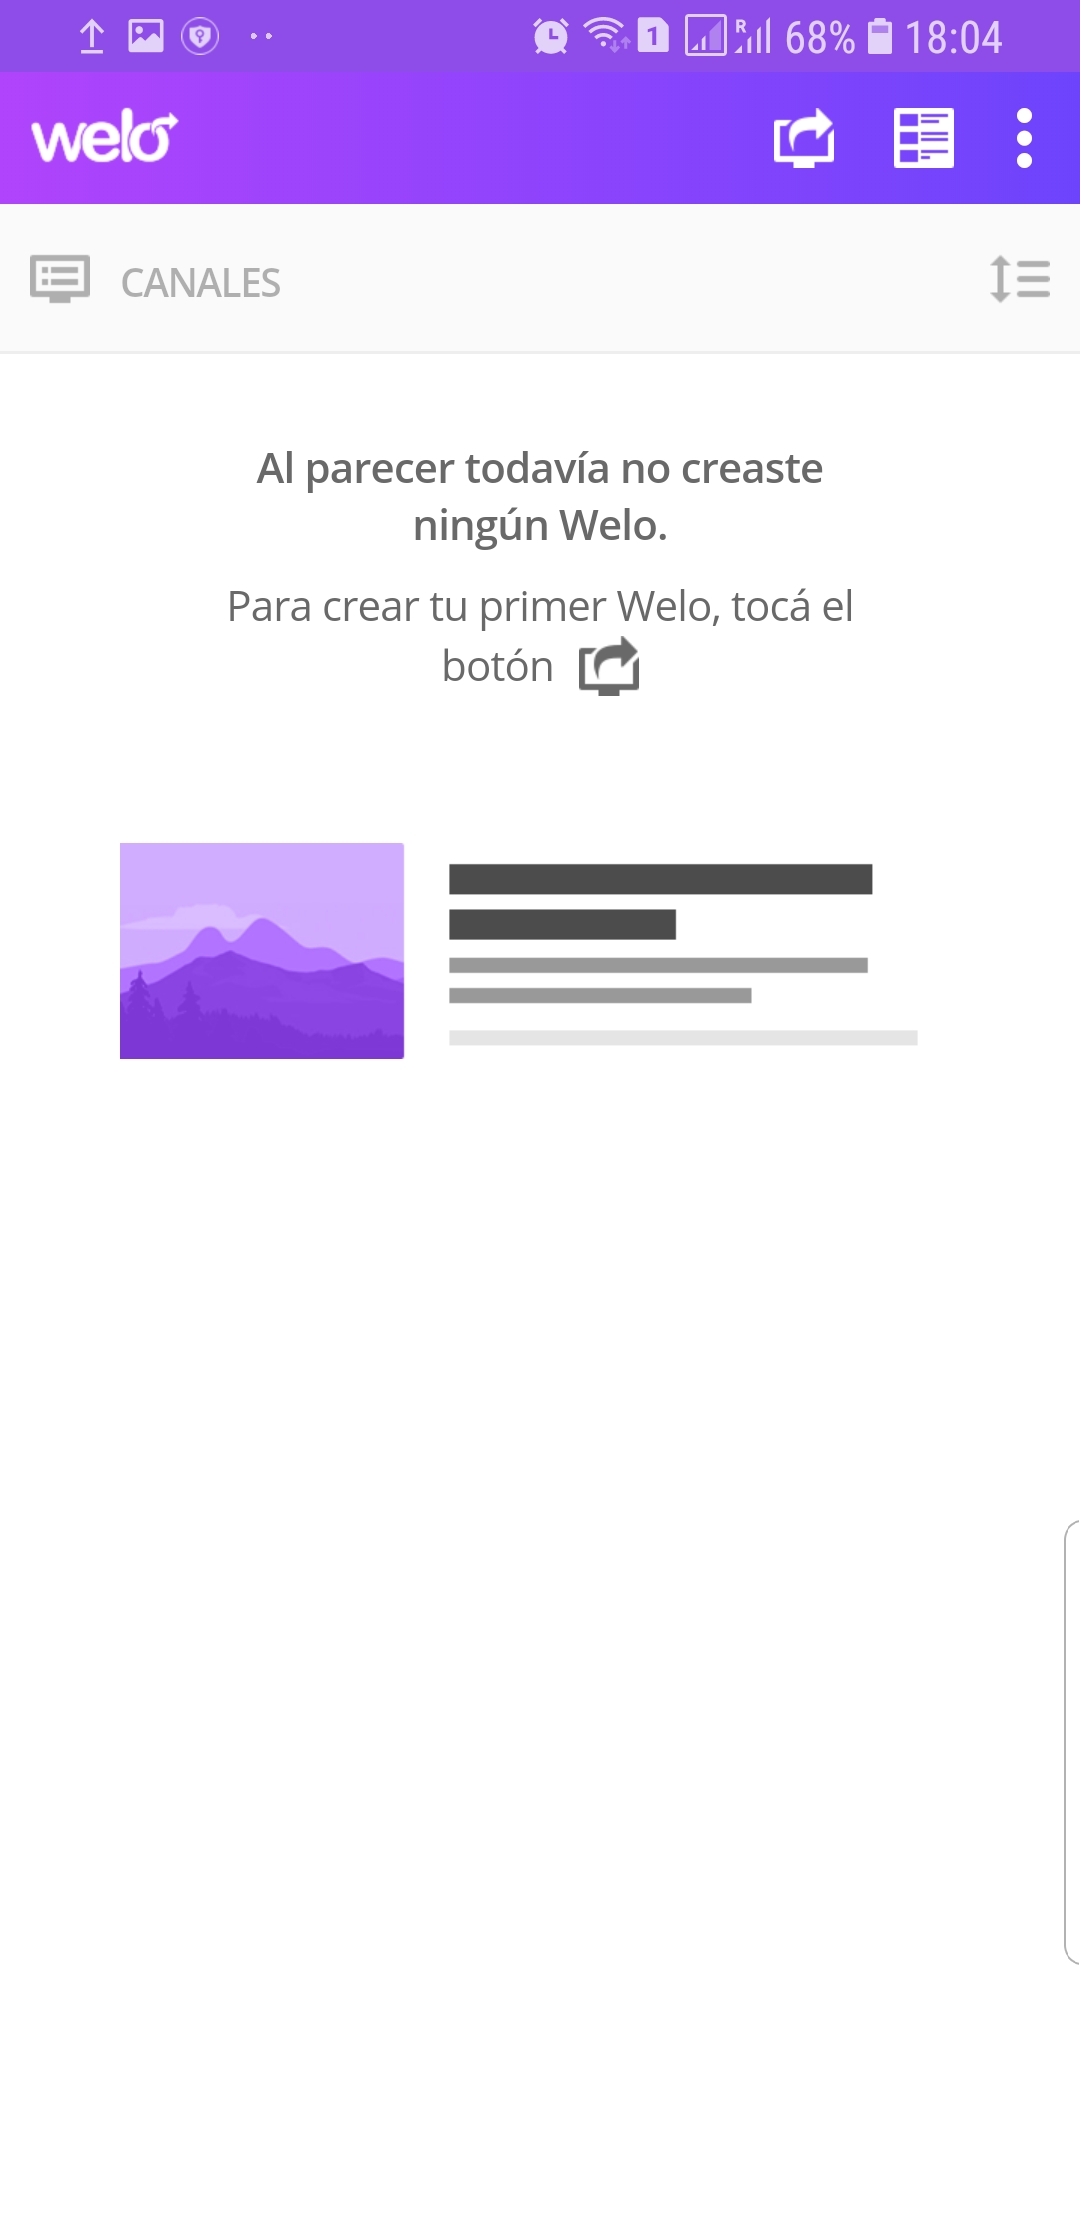 1 R 68% 18:04
welo
CANALES
Al parecer todavía no creaste
ningún Welo.
Para crear tu primer Welo, tocá el
botón